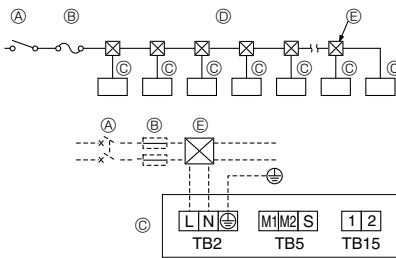 Ⓐ Ⓑ Ⓓ Ⓔ
Ⓒ Ⓒ Ⓒ Ⓒ Ⓒ Ⓒ Ⓒ
Ⓐ Ⓑ Ⓔ
Ⓒ L N M1 M2 S 1 2
TB2 TB5 TB15